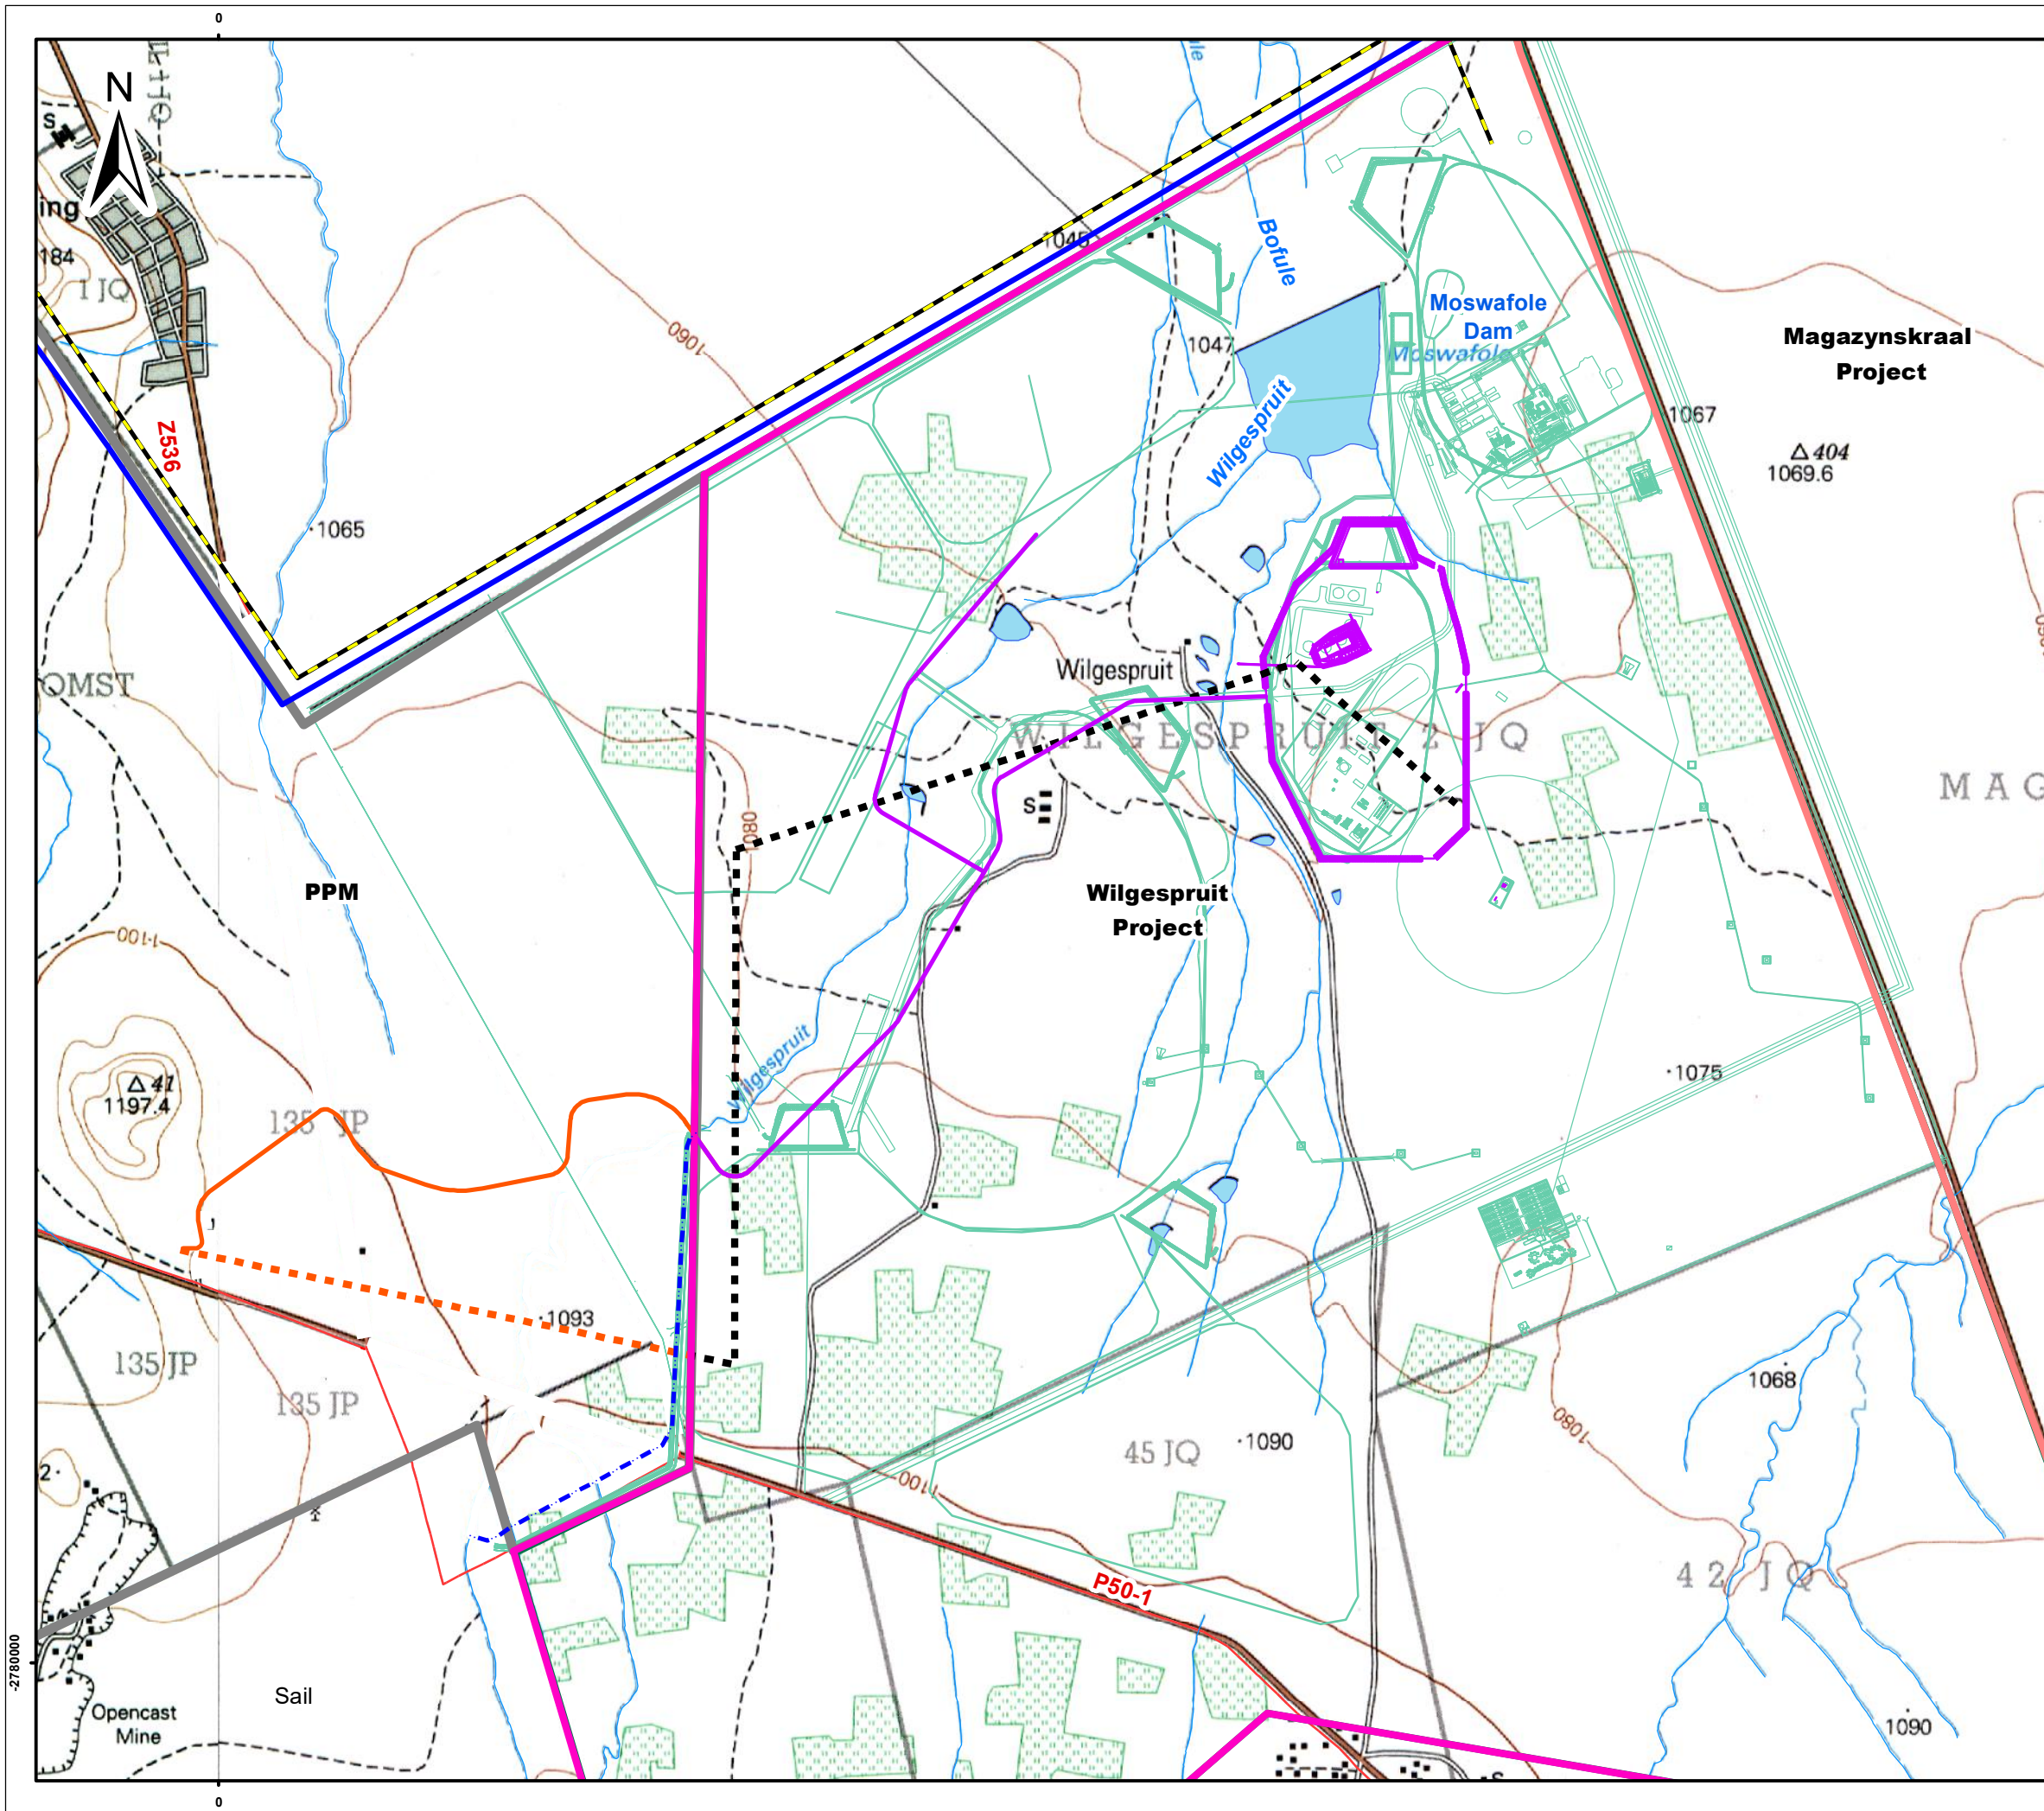 0
N
S
ing
184
1 JQ
Z536
1065
1060
1045
Bofule
1047
Moswafole
Dam
Moswafole
Wilgespruit
Magazynskraal
Project
1067
404
1069.6
OMST
Wilgespruit
WILGESPRUIT 2 JQ
S
1080
MAG
PPM
Wilgespruit
Project
1100
41
1197.4
135 JP
Wilgespruit
1075
1093
135 JP
135 JP
1068
1080
45 JQ
1090
1100
2
P50-1
42 JQ
-2780000
Sail
Opencast
Mine
1090
S
0